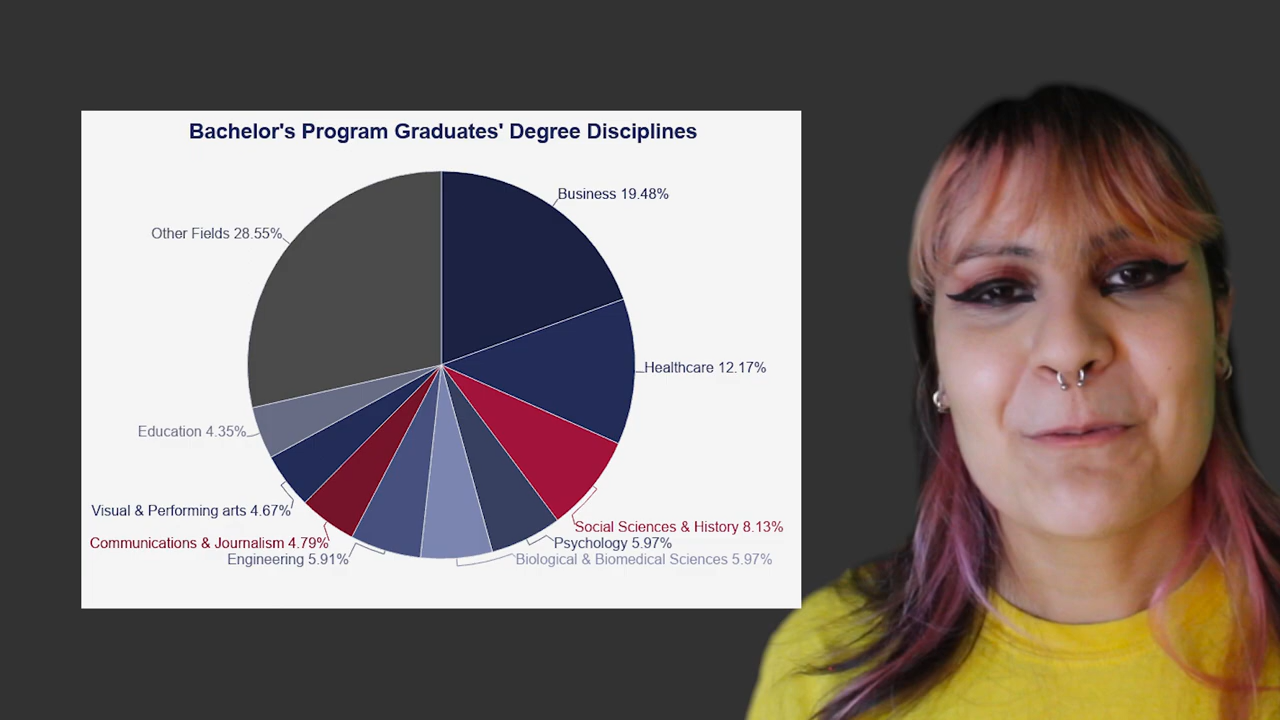 Bachelor's Program Graduates' Degree Disciplines
Business 19.48%
Other Fields 28.55%
Healthcare 12.17%
Education 4.35%
Visual & Performing arts 4.67%
Social Sciences & History 8.13%
Communications & Journalism 4.79%
Psychology 5.97%
Engineering 5.91%
Biological & Biomedical Sciences 5.97%